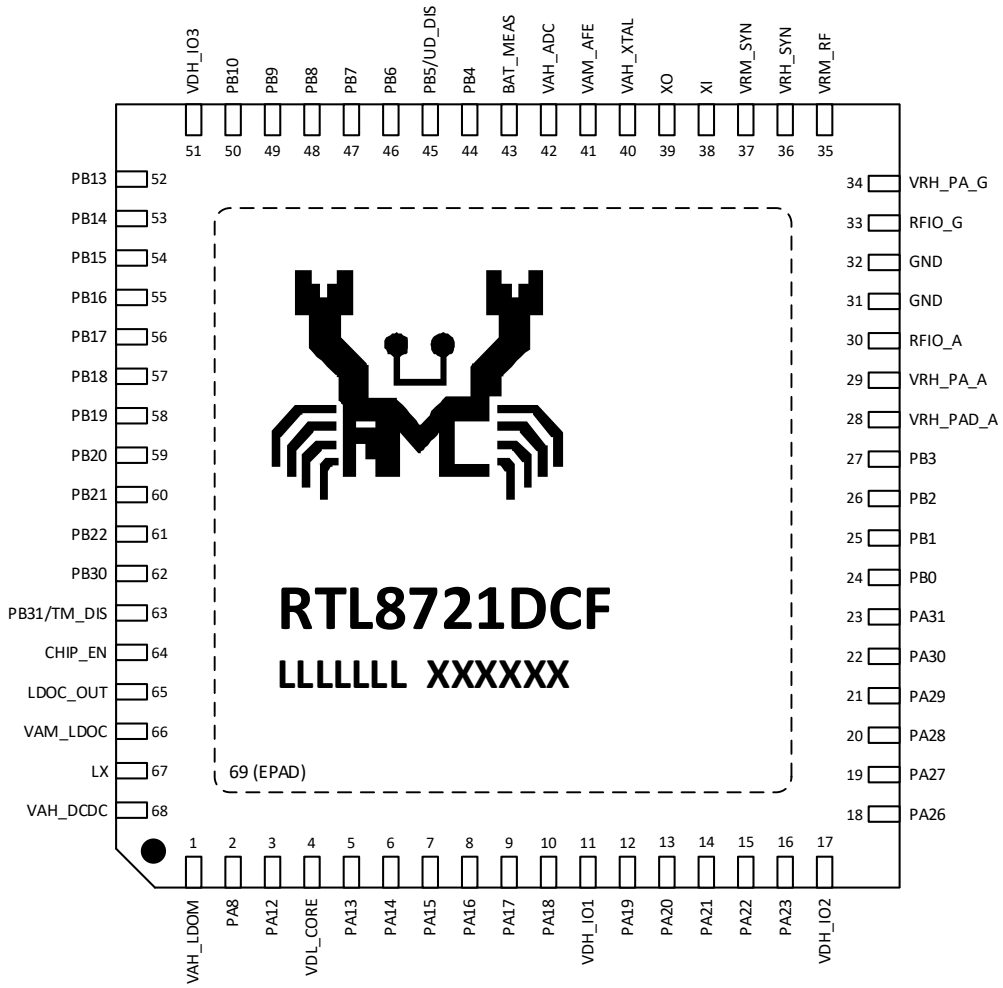 VDH_IO3
PB10
PB9
PB8
PB7
PB6
PB5/UD_DIS
PB4
BAT_MEAS
VAH_ADC
VAM_AFE
VAH_XTAL
XO
XI
VRM_SYN
VRH_SYN
VRM_RF
51
50
49
48
47
46
45
44
43
42
41
40
39
38
37
36
35
PB13 52
PB14 53
PB15 54
PB16 55
PB17 56
PB18 57
PB19 58
PB20 59
PB21 60
PB22 61
PB30 62
PB31/TM_DIS 63
CHIP_EN 64
LDOC_OUT 65
VAM_LDOC 66
LX 67
VAH_DCDC 68
34 VRH_PA_G
33 RFIO_G
32 GND
31 GND
30 RFIO_A
29 VRH_PA_A
28 VRH_PAD_A
27 PB3
26 PB2
25 PB1
24 PB0
23 PA31
22 PA30
21 PA29
20 PA28
19 PA27
18 PA26
RTL8721DCF
LLLLLLL XXXXXX
69 (EPAD)
1
2
3
4
5
6
7
8
9
10
11
12
13
14
15
16
17
VAH_LDOM
PA8
PA12
VDL_CORE
PA13
PA14
PA15
PA16
PA17
PA18
VDH_IO1
PA19
PA20
PA21
PA22
PA23
VDH_IO2